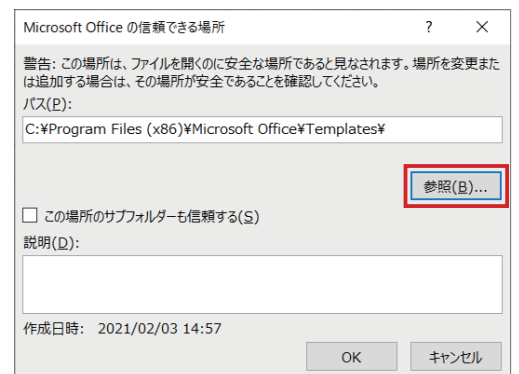 Microsoft Office の信頼できる場所 ? ×
警告: この場所は、ファイルを開くのに安全な場所であると見なされます。場所を変更また
は追加する場合は、その場所が安全であることを確認してください。
パス(P):
C:¥Program Files (x86)¥Microsoft Office¥Templates¥
参照(B)...
この場所のサブフォルダーも信頼する(S)
説明(D):
作成日時: 2021/02/03 14:57
OK キャンセル